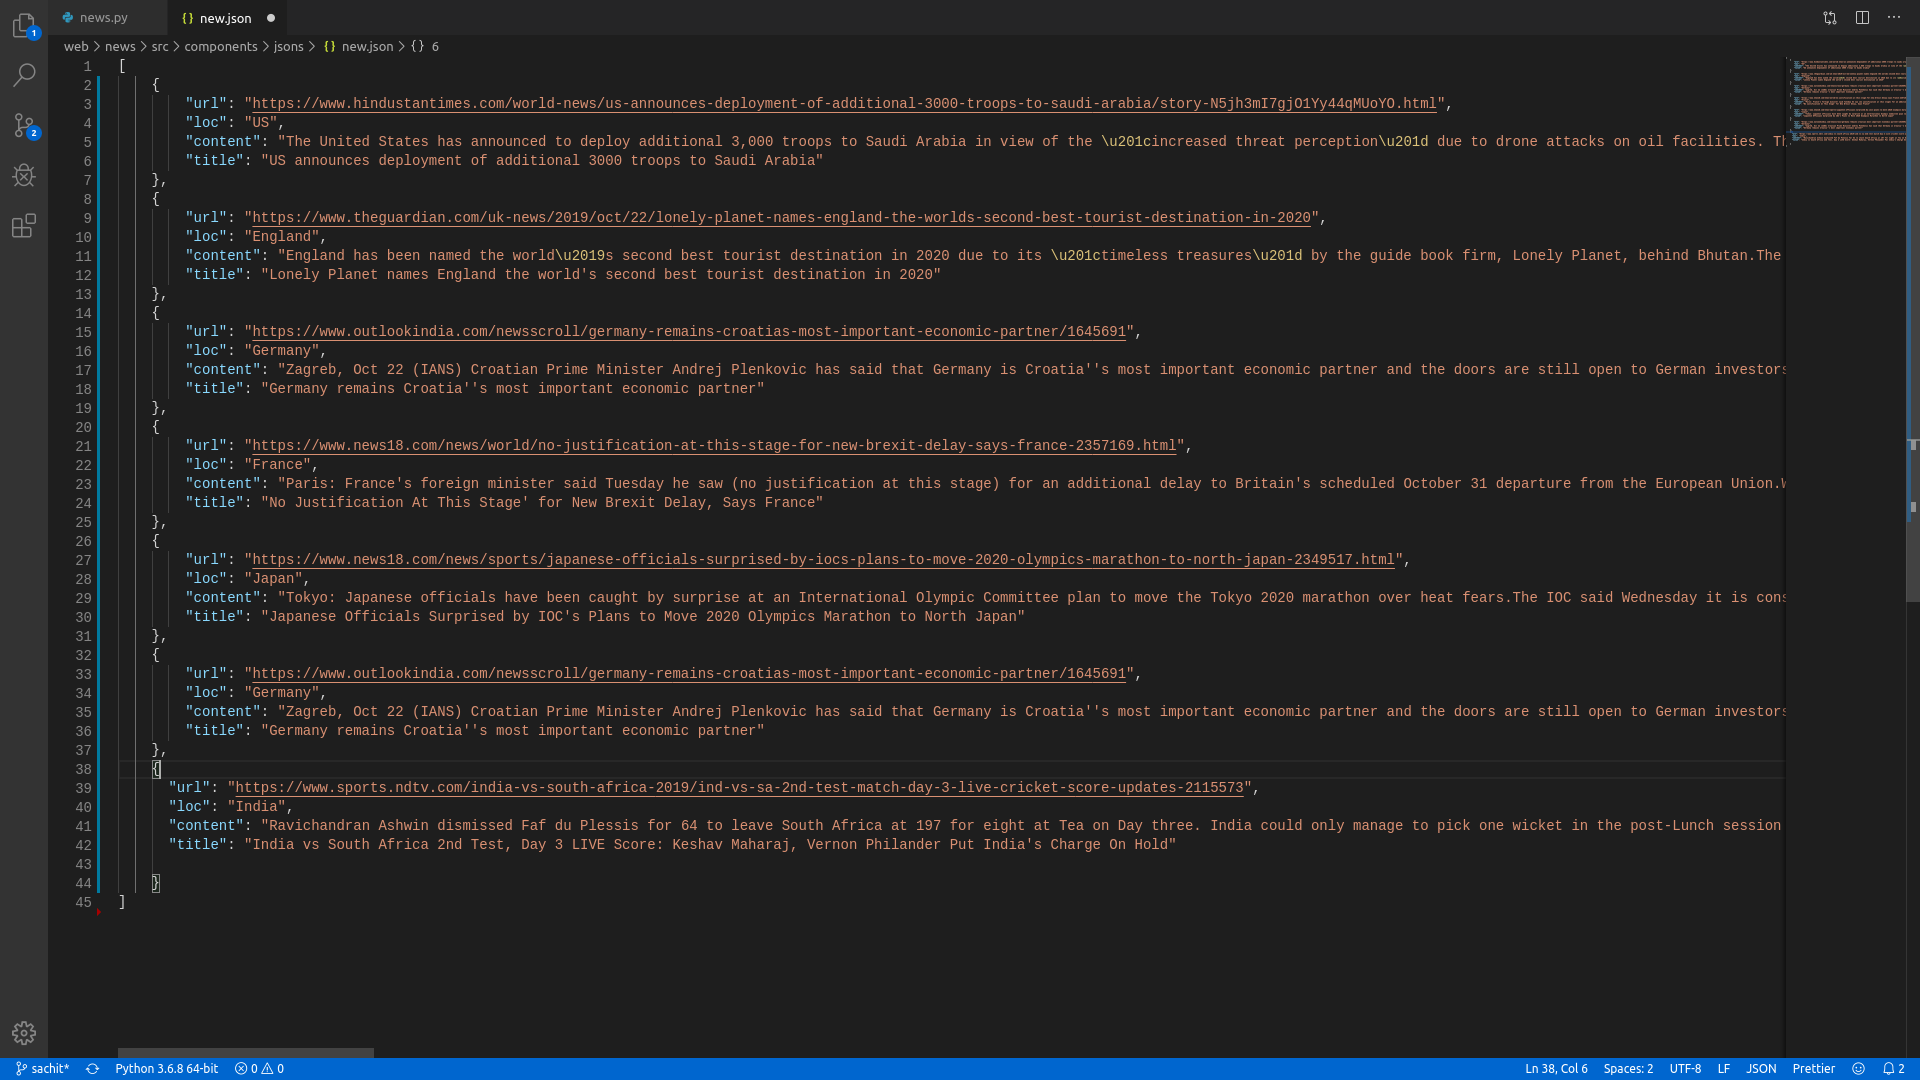 news.py
{} new.json
1
web > news > src > components > jsons > {} new.json > {} 6
2
1 [
2 {
3 "url": "https://www.hindustantimes.com/world-news/us-announces-deployment-of-additional-3000-troops-to-saudi-arabia/story-N5jh3mI7gjO1Yy44qMUoYO.html",
4 "loc": "US",
5 "content": "The United States has announced to deploy additional 3,000 troops to Saudi Arabia in view of the \u201cincreased threat perception\u201d due to drone attacks on oil facilities.
6 "title": "US announces deployment of additional 3000 troops to Saudi Arabia"
7 },
8 {
9 "url": "https://www.theguardian.com/uk-news/2019/oct/22/lonely-planet-names-england-the-worlds-second-best-tourist-destination-in-2020",
10 "loc": "England",
11 "content": "England has been named the world\u2019s second best tourist destination in 2020 due to its \u201ctimeless treasures\u201d by the guide book firm, Lonely Planet, behind Bhutan.The
12 "title": "Lonely Planet names England the world's second best tourist destination in 2020"
13 },
14 {
15 "url": "https://www.outlookindia.com/newsscroll/germany-remains-croatias-most-important-economic-partner/1645691",
16 "loc": "Germany",
17 "content": "Zagreb, Oct 22 (IANS) Croatian Prime Minister Andrej Plenkovic has said that Germany is Croatia''s most important economic partner and the doors are still open to German investors
18 "title": "Germany remains Croatia''s most important economic partner"
19 },
20 {
21 "url": "https://www.news18.com/news/world/no-justification-at-this-stage-for-new-brexit-delay-says-france-2357169.html",
22 "loc": "France",
23 "content": "Paris: France's foreign minister said Tuesday he saw (no justification at this stage) for an additional delay to Britain's scheduled October 31 departure from the European Union.
24 "title": "No Justification At This Stage' for New Brexit Delay, Says France"
25 },
26 {
27 "url": "https://www.news18.com/news/sports/japanese-officials-surprised-by-iocs-plans-to-move-2020-olympics-marathon-to-north-japan-2349517.html",
28 "loc": "Japan",
29 "content": "Tokyo: Japanese officials have been caught by surprise at an International Olympic Committee plan to move the Tokyo 2020 marathon over heat fears.The IOC said Wednesday it is cons
30 "title": "Japanese Officials Surprised by IOC's Plans to Move 2020 Olympics Marathon to North Japan"
31 },
32 {
33 "url": "https://www.outlookindia.com/newsscroll/germany-remains-croatias-most-important-economic-partner/1645691",
34 "loc": "Germany",
35 "content": "Zagreb, Oct 22 (IANS) Croatian Prime Minister Andrej Plenkovic has said that Germany is Croatia''s most important economic partner and the doors are still open to German investors
36 "title": "Germany remains Croatia''s most important economic partner"
37 },
38 {
39 "url": "https://www.sports.ndtv.com/india-vs-south-africa-2019/ind-vs-sa-2nd-test-match-day-3-live-cricket-score-updates-2115573",
40 "loc": "India",
41 "content": "Ravichandran Ashwin dismissed Faf du Plessis for 64 to leave South Africa at 197 for eight at Tea on Day three. India could only manage to pick one wicket in the post-Lunch session
42 "title": "India vs South Africa 2nd Test, Day 3 LIVE Score: Keshav Maharaj, Vernon Philander Put India's Charge On Hold"
43
44 }
45 ]
sachit* Python 3.6.8 64-bit 0 0 Ln 38, Col 6 Spaces: 2 UTF-8 LF JSON Prettier 2